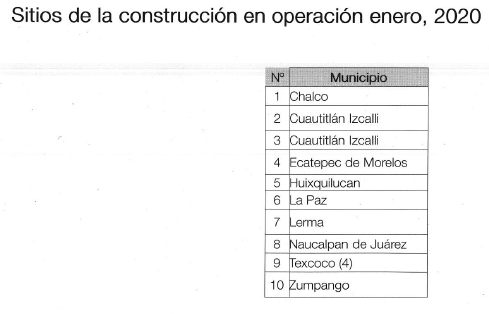 Sitios de la construcción en operación enero, 2020
Nº Municipio
1 Chalco
2 Cuautitlán Izcalli
3 Cuautitlán Izcalli
4 Ecatepec de Morelos
5 Huixquilucan
6 La Paz
7 Lerma
8 Naucalpan de Juárez
9 Texcoco (4)
10 Zumpango